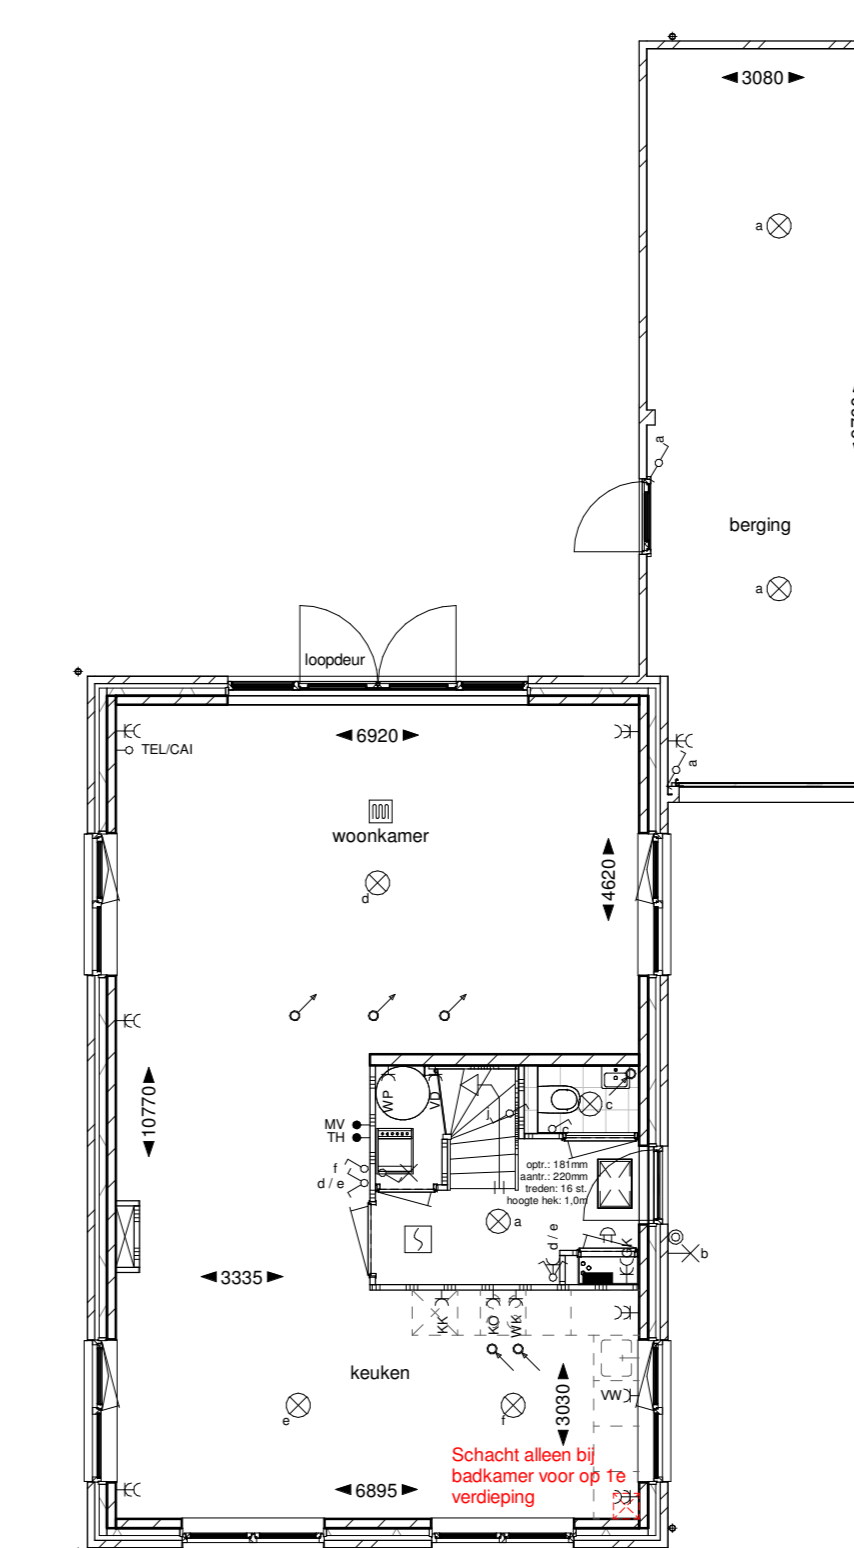 3080
a
a
berging
a
loopdeur
6920
TEL/CAI
a
woonkamer
4620
d
10770
WP
VD
j
c
c
MV
TH
f
d / e
optr.: 181mm
aantr.: 220mm
treden: 16 st.
hoogte hek: 1,0m
a
d / e
GK
b
3335
KK
KO
WK
keuken
VW
e
f
3030
Schacht alleen bij
badkamer voor op 1e
verdieping
6895